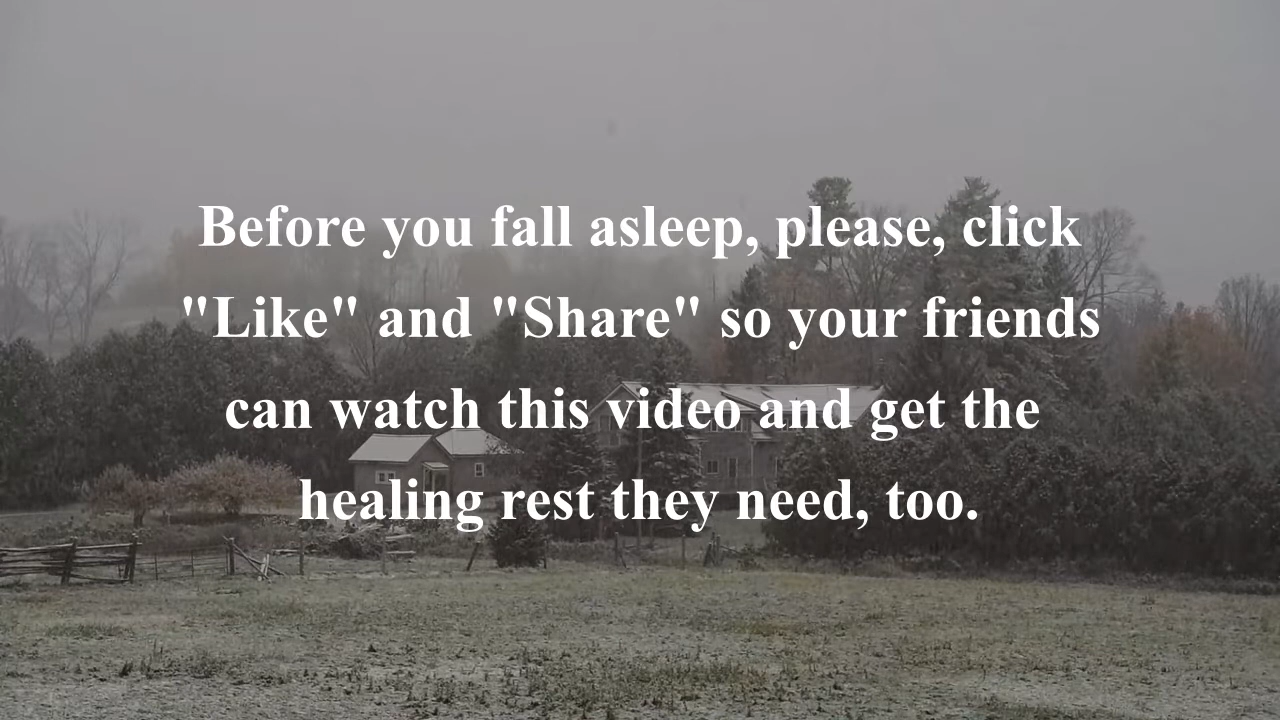 Before you fall asleep, please, click
"Like" and "Share" so your friends
can watch this video and get the
healing rest they need, too.